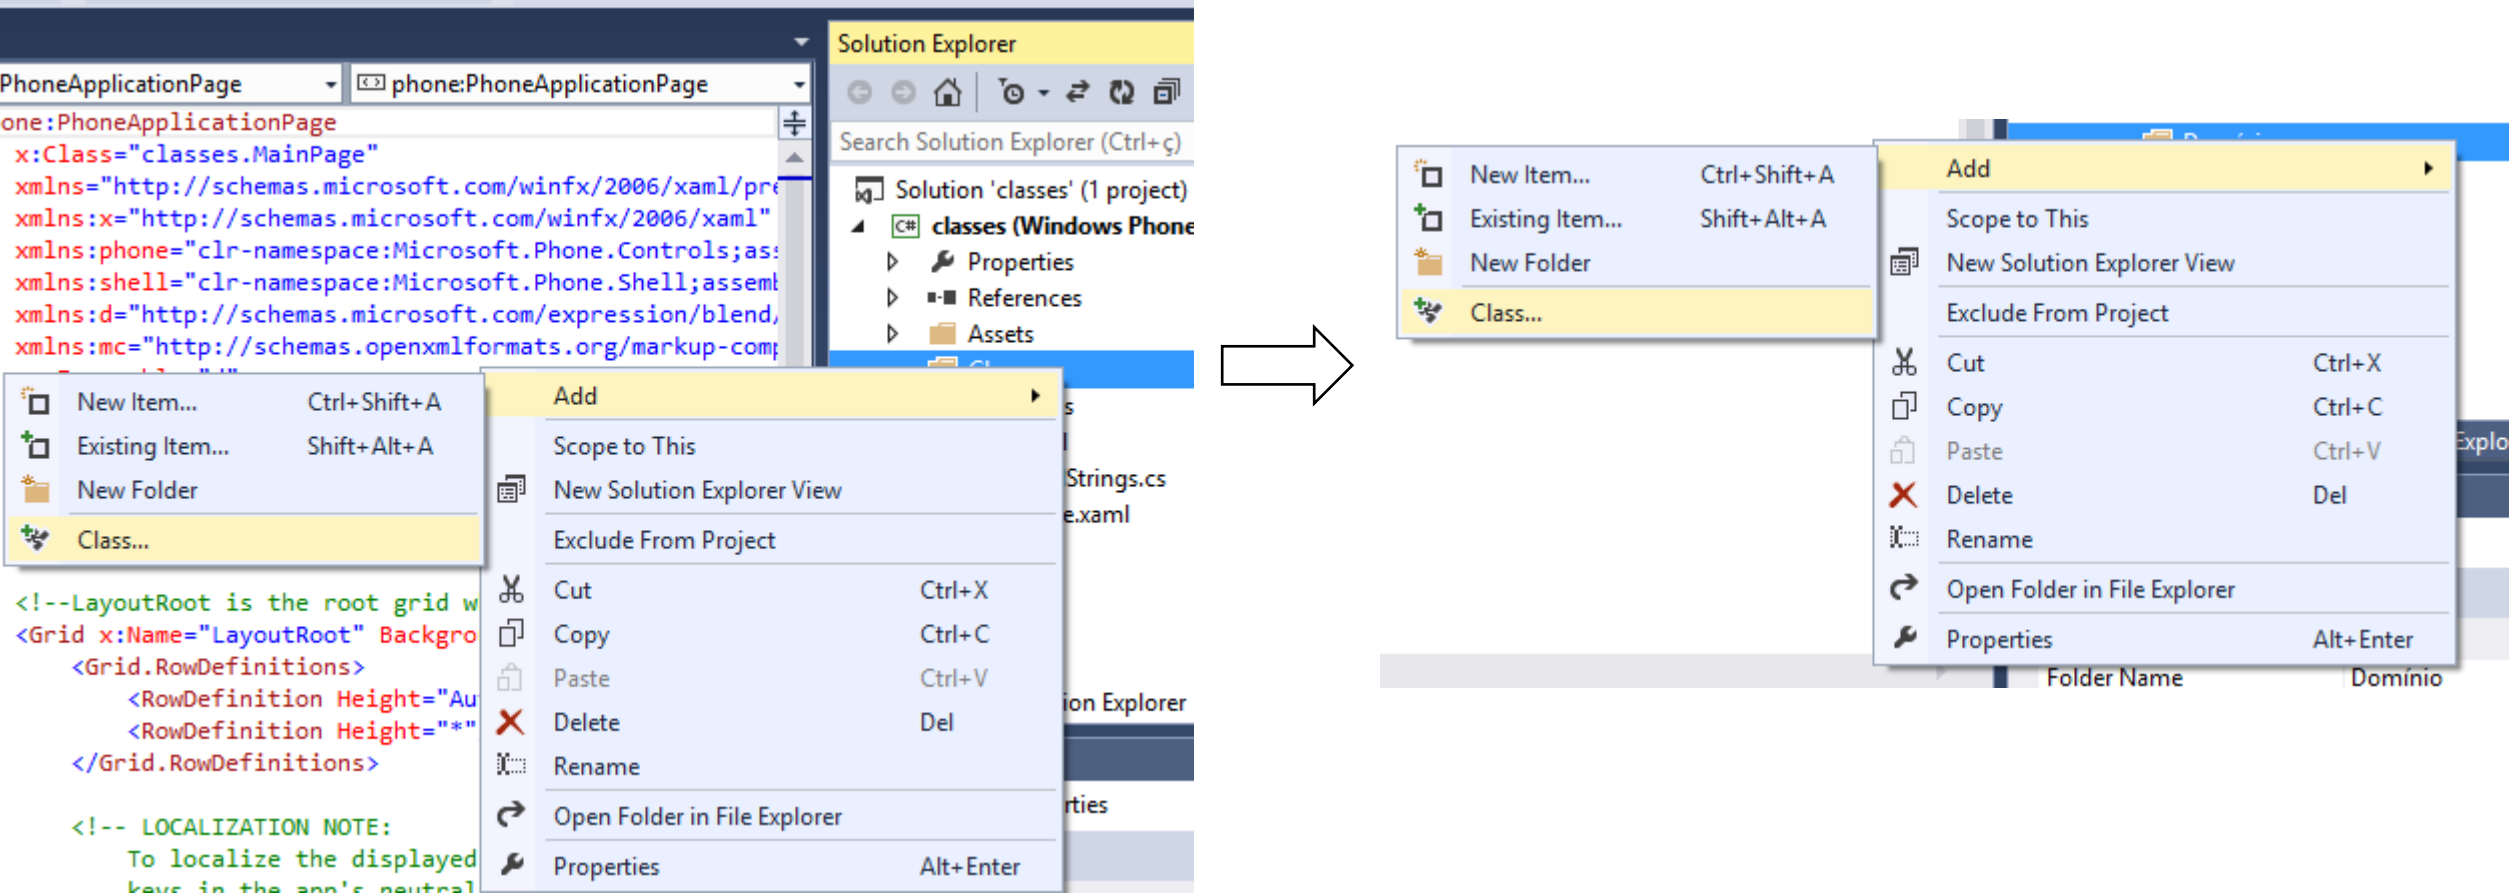 Solution Explorer
PhoneApplicationPage
phone:PhoneApplicationPage
one:PhoneApplicationPage
x:Class="classes.MainPage"
xmlns="http://schemas.microsoft.com/winfx/2006/xaml/pre
xmlns:x="http://schemas.microsoft.com/winfx/2006/xaml"
xmlns:phone="clr-namespace:Microsoft.Phone.Controls;ass
xmlns:shell="clr-namespace:Microsoft.Phone.Shell;assemb
xmlns:d="http://schemas.microsoft.com/expression/blend/
xmlns:mc="http://schemas.openxmlformats.org/markup-comp
Search Solution Explorer (Ctrl+ç)
Solution 'classes' (1 project)
C# classes (Windows Phone
Properties
References
Assets
New Item... Ctrl+Shift+A
Existing Item... Shift+Alt+A
New Folder
Class...
Add
Scope to This
New Solution Explorer View
Exclude From Project
Cut Ctrl+X
Copy Ctrl+C
Paste Ctrl+V
Delete Del
Rename
Open Folder in File Explorer
Properties Alt+Enter
s
l
Strings.cs
e.xaml
ion Explorer
rties
<!--LayoutRoot is the root grid w
<Grid x:Name="LayoutRoot" Backgro
<Grid.RowDefinitions>
<RowDefinition Height="Au
<RowDefinition Height="*"
</Grid.RowDefinitions>
<!-- LOCALIZATION NOTE:
To localize the displayed
keys in the app's neutral
New Item... Ctrl+Shift+A
Existing Item... Shift+Alt+A
New Folder
Class...
Add
Scope to This
New Solution Explorer View
Exclude From Project
Cut Ctrl+X
Copy Ctrl+C
Paste Ctrl+V
Delete Del
Rename
Open Folder in File Explorer
Properties Alt+Enter
Explo
Folder Name Domínio